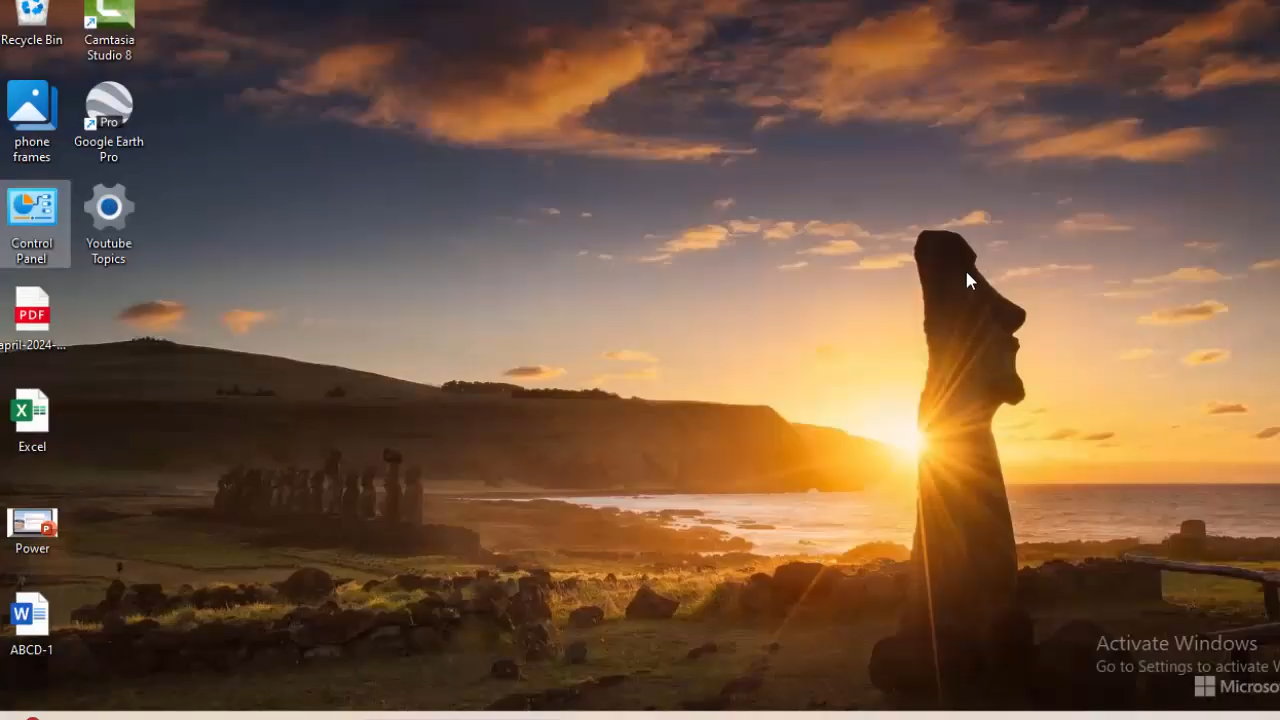 Recycle Bin
Camtasia
Studio 8
phone
frames
Pro
Google Earth
Pro
Control
Panel
Youtube
Topics
PDF
april-2024-...
X
Excel
P
Power
W
ABCD-1
Activate Windows
Go to Settings to activate W
Microso